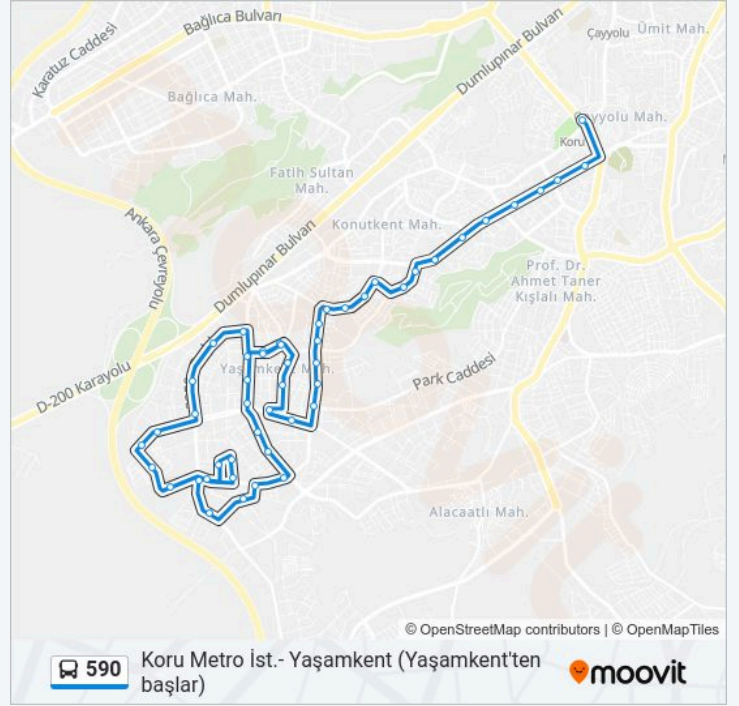 Bağlıca Bulvarı
Karatuz Caddesi
Dumlupınar Bulvarı
Çayyolu
Ümit Mah.
Bağlıca Mah.
Mah.
Koru
Fatih Sultan
Mah.
Konutkent Mah.
Ankara Çevreyolu
Dumlupınar Bulvarı
Prof. Dr.
Ahmet Taner
Kışlalı Mah.
Mah.
D-200 Karayolu
Park Caddesi
Alacaatlı Mah.
© OpenStreetMap contributors | © OpenMapTiles
590
Koru Metro İst.- Yaşamkent (Yaşamkent'ten
başlar)
moovit